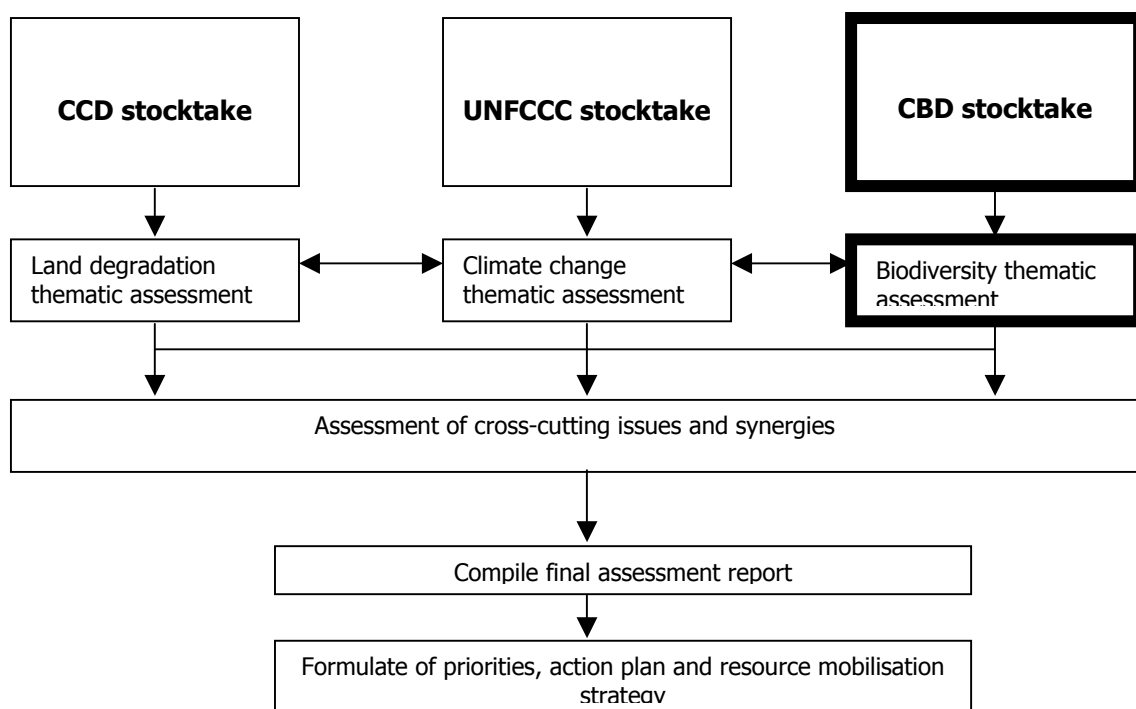 CCD stocktake
UNFCCC stocktake
CBD stocktake
Land degradation
thematic assessment
Climate change
thematic assessment
Biodiversity thematic
assessment
Assessment of cross-cutting issues and synergies
Compile final assessment report
Formulate of priorities, action plan and resource mobilisation
strategy